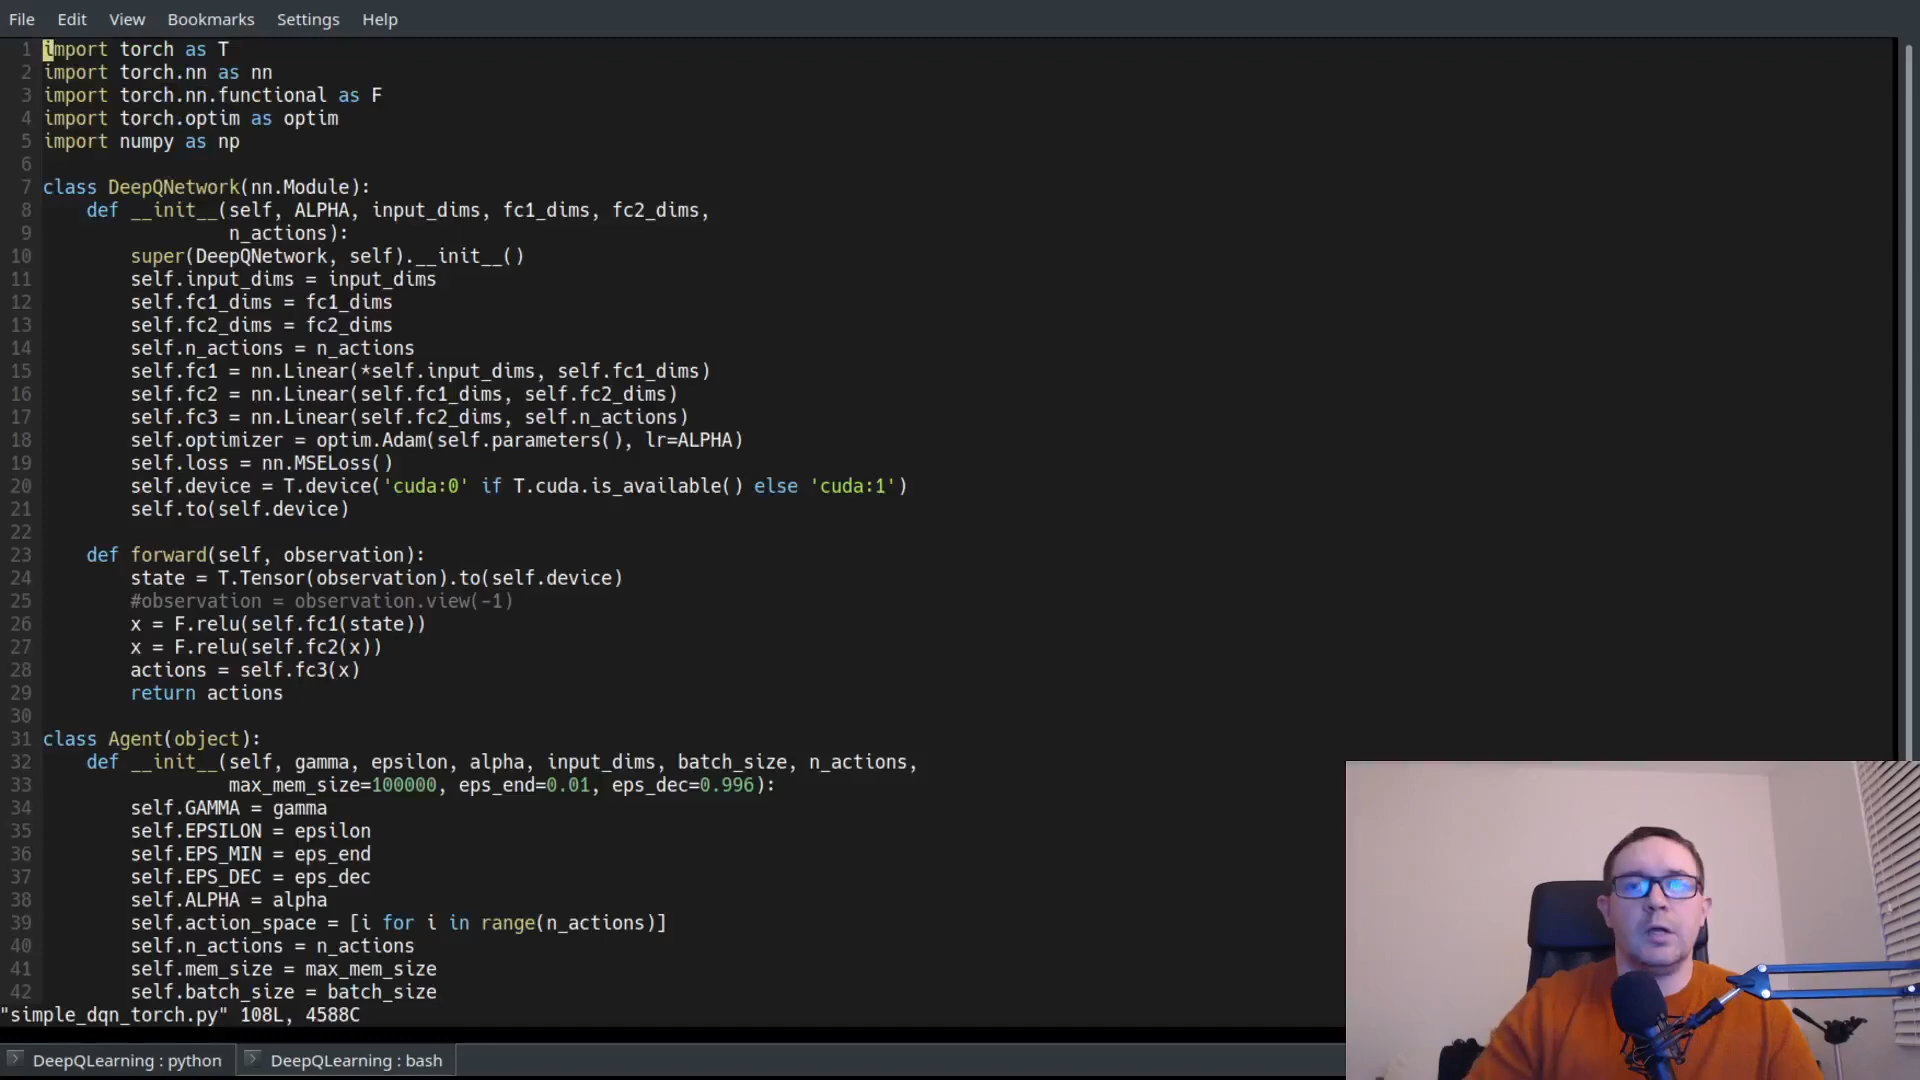 File Edit View Bookmarks Settings Help
1 import torch as T
2 import torch.nn as nn
3 import torch.nn.functional as F
4 import torch.optim as optim
5 import numpy as np
6
7 class DeepQNetwork(nn.Module):
8     def __init__(self, ALPHA, input_dims, fc1_dims, fc2_dims,
9                  n_actions):
10         super(DeepQNetwork, self).__init__()
11         self.input_dims = input_dims
12         self.fc1_dims = fc1_dims
13         self.fc2_dims = fc2_dims
14         self.n_actions = n_actions
15         self.fc1 = nn.Linear(*self.input_dims, self.fc1_dims)
16         self.fc2 = nn.Linear(self.fc1_dims, self.fc2_dims)
17         self.fc3 = nn.Linear(self.fc2_dims, self.n_actions)
18         self.optimizer = optim.Adam(self.parameters(), lr=ALPHA)
19         self.loss = nn.MSELoss()
20         self.device = T.device('cuda:0' if T.cuda.is_available() else 'cuda:1')
21         self.to(self.device)
22
23     def forward(self, observation):
24         state = T.Tensor(observation).to(self.device)
25         #observation = observation.view(-1)
26         x = F.relu(self.fc1(state))
27         x = F.relu(self.fc2(x))
28         actions = self.fc3(x)
29         return actions
30
31 class Agent(object):
32     def __init__(self, gamma, epsilon, alpha, input_dims, batch_size, n_actions,
33                  max_mem_size=100000, eps_end=0.01, eps_dec=0.996):
34         self.GAMMA = gamma
35         self.EPSILON = epsilon
36         self.EPS_MIN = eps_end
37         self.EPS_DEC = eps_dec
38         self.ALPHA = alpha
39         self.action_space = [i for i in range(n_actions)]
40         self.n_actions = n_actions
41         self.mem_size = max_mem_size
42         self.batch_size = batch_size
"simple_dqn_torch.py" 108L, 4588C
DeepQLearning : python DeepQLearning : bash